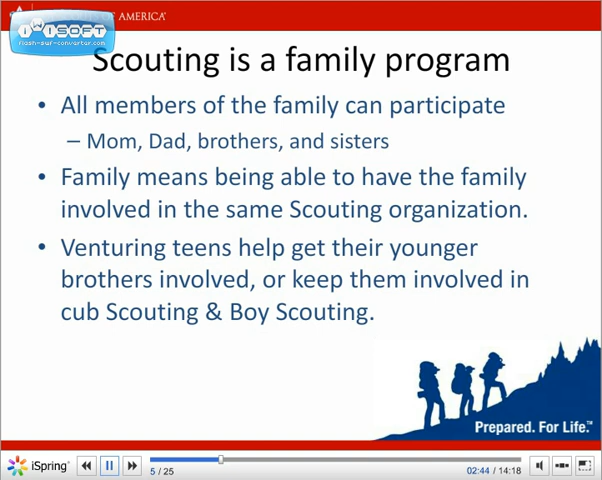 AMERICA
iWiSOFT
flash-swf-converter.com
Scouting is a family program
• All members of the family can participate
– Mom, Dad, brothers, and sisters
• Family means being able to have the family
involved in the same Scouting organization.
• Venturing teens help get their younger
brothers involved, or keep them involved in
cub Scouting & Boy Scouting.
Prepared. For Life.™
iSpring
5 / 25
02:44 / 14:18